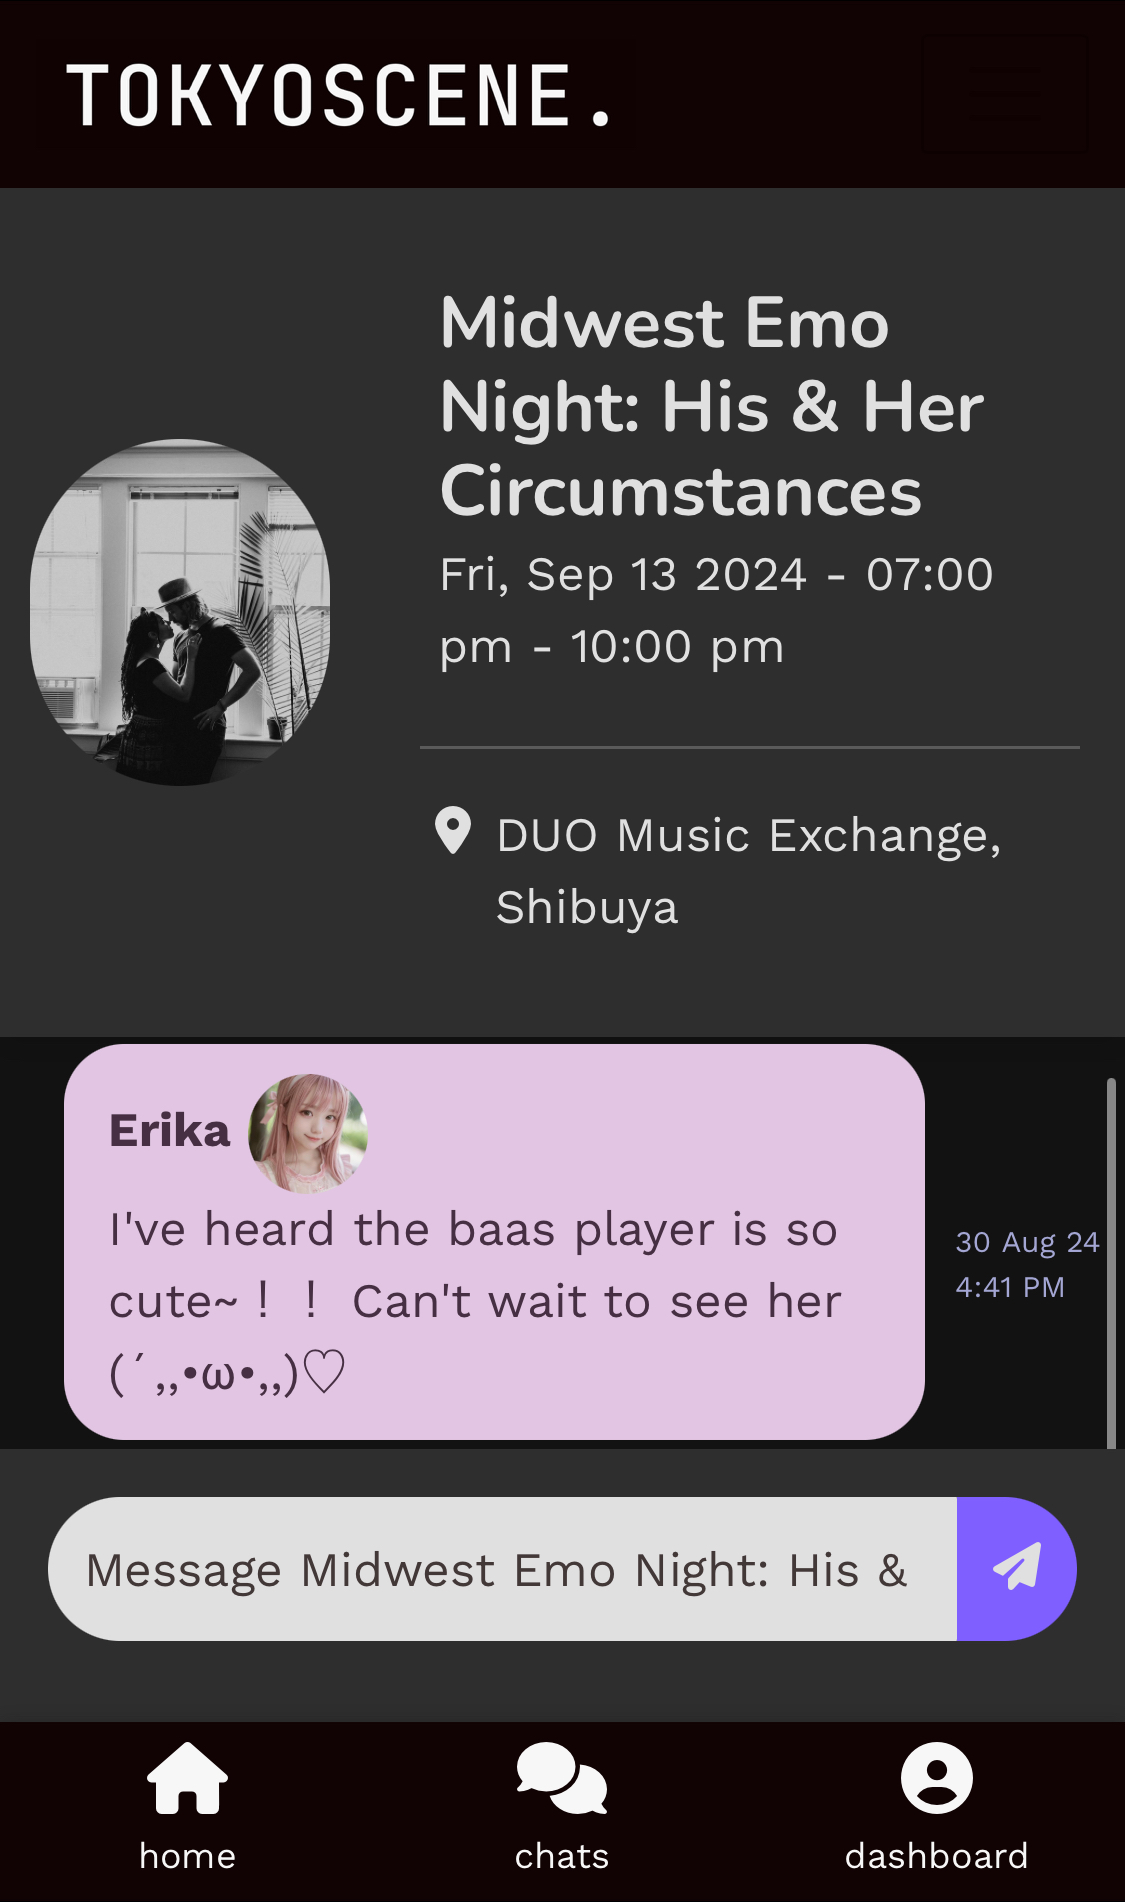 TOKYOSCENE.
Midwest Emo
Night: His & Her
Circumstances
Fri, Sep 13 2024 - 07:00
pm - 10:00 pm
DUO Music Exchange,
Shibuya
Erika
I've heard the baas player is so
cute~！！ Can't wait to see her
(´,,•ω•,,)♡
30 Aug 24
4:41 PM
Message Midwest Emo Night: His &
home
chats
dashboard